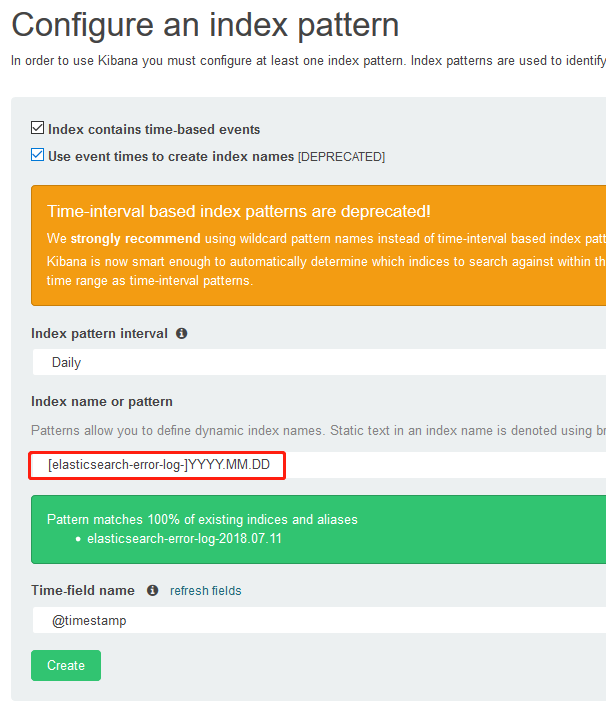 Configure an index pattern
In order to use Kibana you must configure at least one index pattern. Index patterns are used to identify
Index contains time-based events
Use event times to create index names [DEPRECATED]
Time-interval based index patterns are deprecated!
We strongly recommend using wildcard pattern names instead of time-interval based index patt
Kibana is now smart enough to automatically determine which indices to search against within th
time range as time-interval patterns.
Index pattern interval
Daily
Index name or pattern
Patterns allow you to define dynamic index names. Static text in an index name is denoted using br
[elasticsearch-error-log-]YYYY.MM.DD
Pattern matches 100% of existing indices and aliases
• elasticsearch-error-log-2018.07.11
Time-field name refresh fields
@timestamp
Create